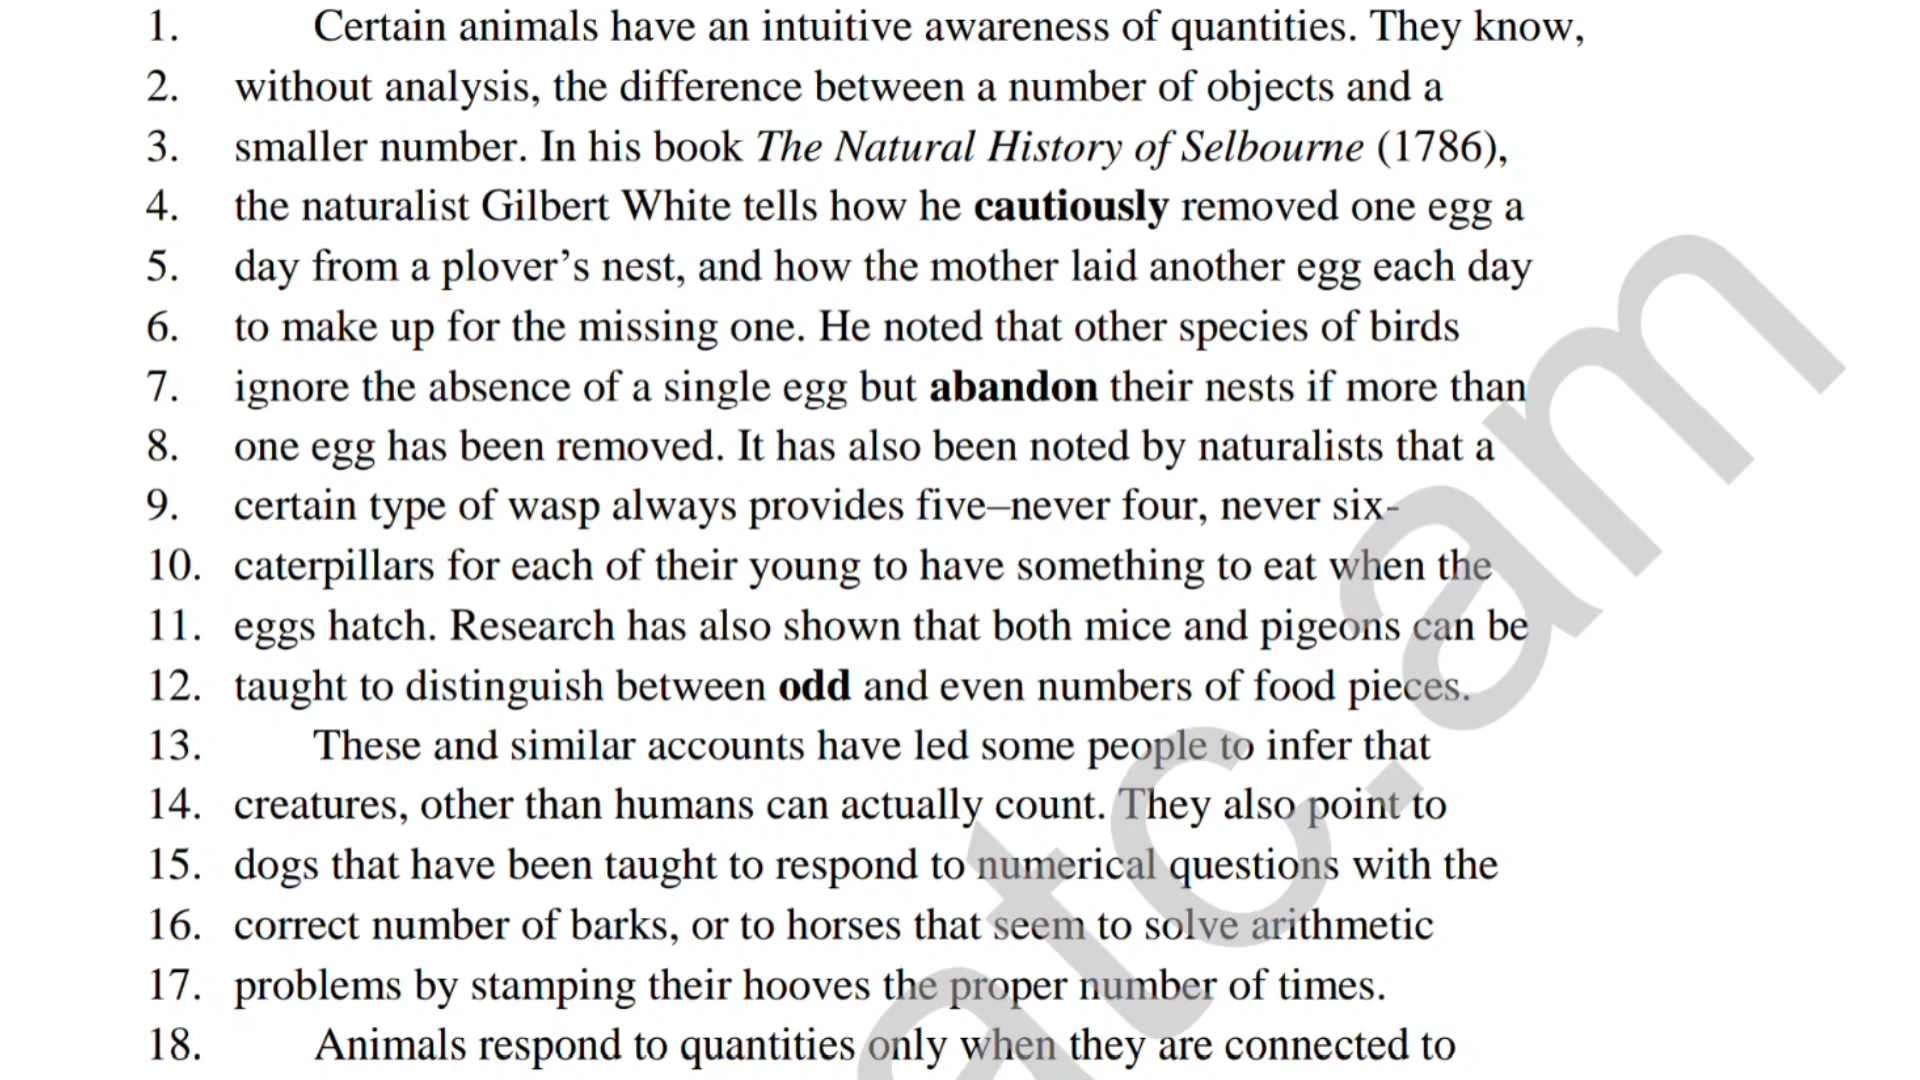 1. Certain animals have an intuitive awareness of quantities. They know,
2. without analysis, the difference between a number of objects and a
3. smaller number. In his book The Natural History of Selbourne (1786),
4. the naturalist Gilbert White tells how he cautiously removed one egg a
5. day from a plover’s nest, and how the mother laid another egg each day
6. to make up for the missing one. He noted that other species of birds
7. ignore the absence of a single egg but abandon their nests if more than
8. one egg has been removed. It has also been noted by naturalists that a
9. certain type of wasp always provides five–never four, never six-
10. caterpillars for each of their young to have something to eat when the
11. eggs hatch. Research has also shown that both mice and pigeons can be
12. taught to distinguish between odd and even numbers of food pieces.
13. These and similar accounts have led some people to infer that
14. creatures, other than humans can actually count. They also point to
15. dogs that have been taught to respond to numerical questions with the
16. correct number of barks, or to horses that seem to solve arithmetic
17. problems by stamping their hooves the proper number of times.
18. Animals respond to quantities only when they are connected to
atc.am